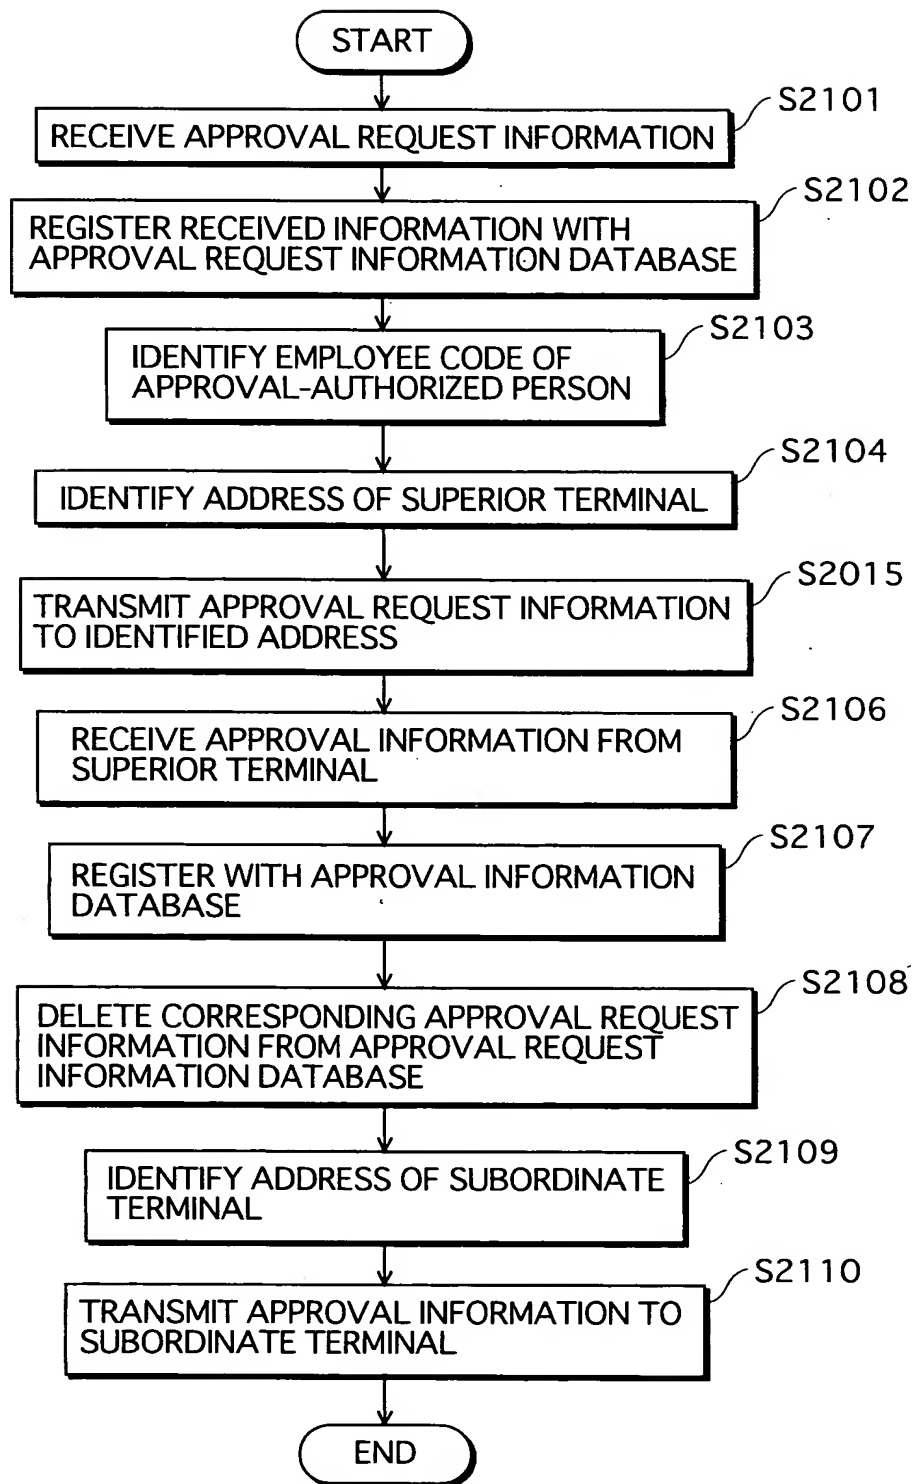 START
S2101
RECEIVE APPROVAL REQUEST INFORMATION
S2102
REGISTER RECEIVED INFORMATION WITH
APPROVAL REQUEST INFORMATION DATABASE
S2103
IDENTIFY EMPLOYEE CODE OF
APPROVAL-AUTHORIZED PERSON
S2104
IDENTIFY ADDRESS OF SUPERIOR TERMINAL
S2015
TRANSMIT APPROVAL REQUEST INFORMATION
TO IDENTIFIED ADDRESS
S2106
RECEIVE APPROVAL INFORMATION FROM
SUPERIOR TERMINAL
S2107
REGISTER WITH APPROVAL INFORMATION
DATABASE
S2108
DELETE CORRESPONDING APPROVAL REQUEST
INFORMATION FROM APPROVAL REQUEST
INFORMATION DATABASE
S2109
IDENTIFY ADDRESS OF SUBORDINATE
TERMINAL
S2110
TRANSMIT APPROVAL INFORMATION TO
SUBORDINATE TERMINAL
END